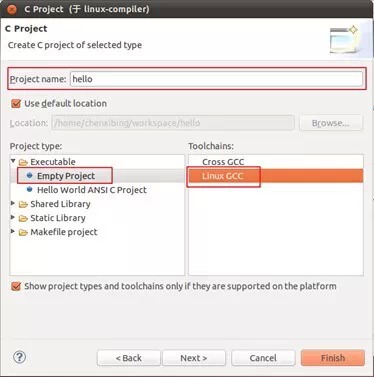 C Project (于 linux-compiler)
C Project
Create C project of selected type
Project name: hello
Use default location
Location: /home/chenxibing/workspace/hello Browse...
Project type: Toolchains:
Executable Cross GCC
Empty Project Linux GCC
Hello World ANSI C Project
Shared Library
Static Library
Makefile project
Show project types and toolchains only if they are supported on the platform
? < Back Next > Cancel Finish